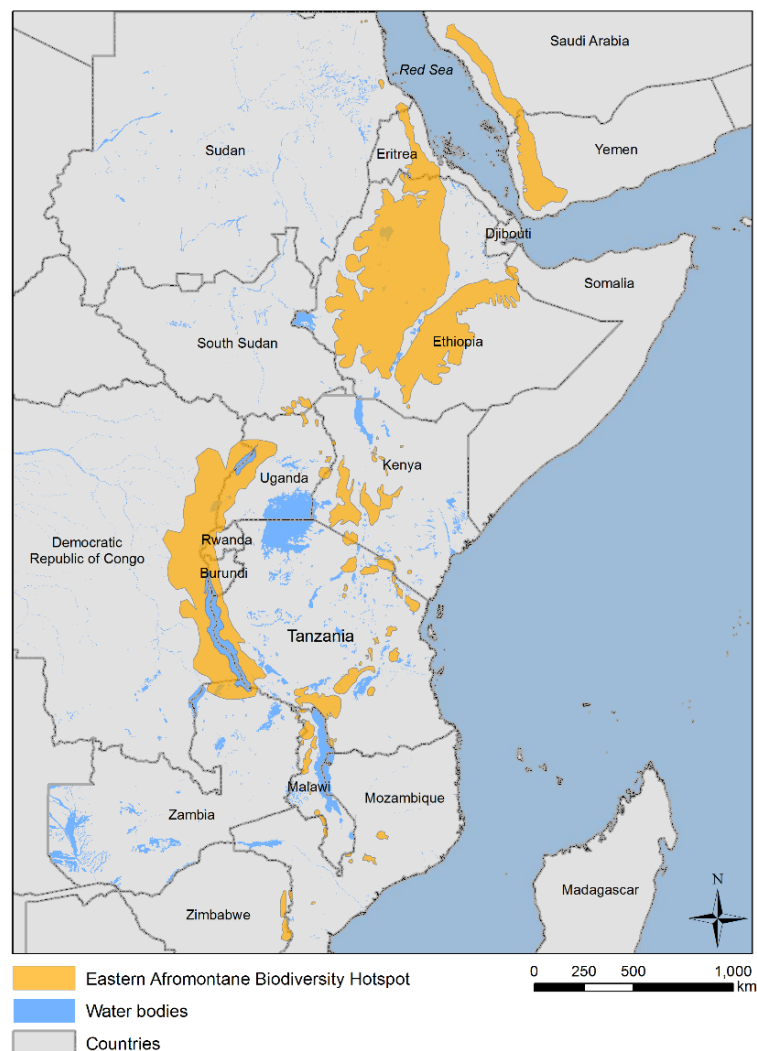 Saudi Arabia
Red Sea
Sudan
Eritrea
Yemen
Djibouti
Somalia
South Sudan
Ethiopia
Kenya
Uganda
Democratic
Republic of Congo
Rwanda
Burundi
Tanzania
Malawi
Mozambique
Zambia
Madagascar
Zimbabwe
N
Eastern Afromontane Biodiversity Hotspot
Water bodies
Countries
0 250 500 1,000
km